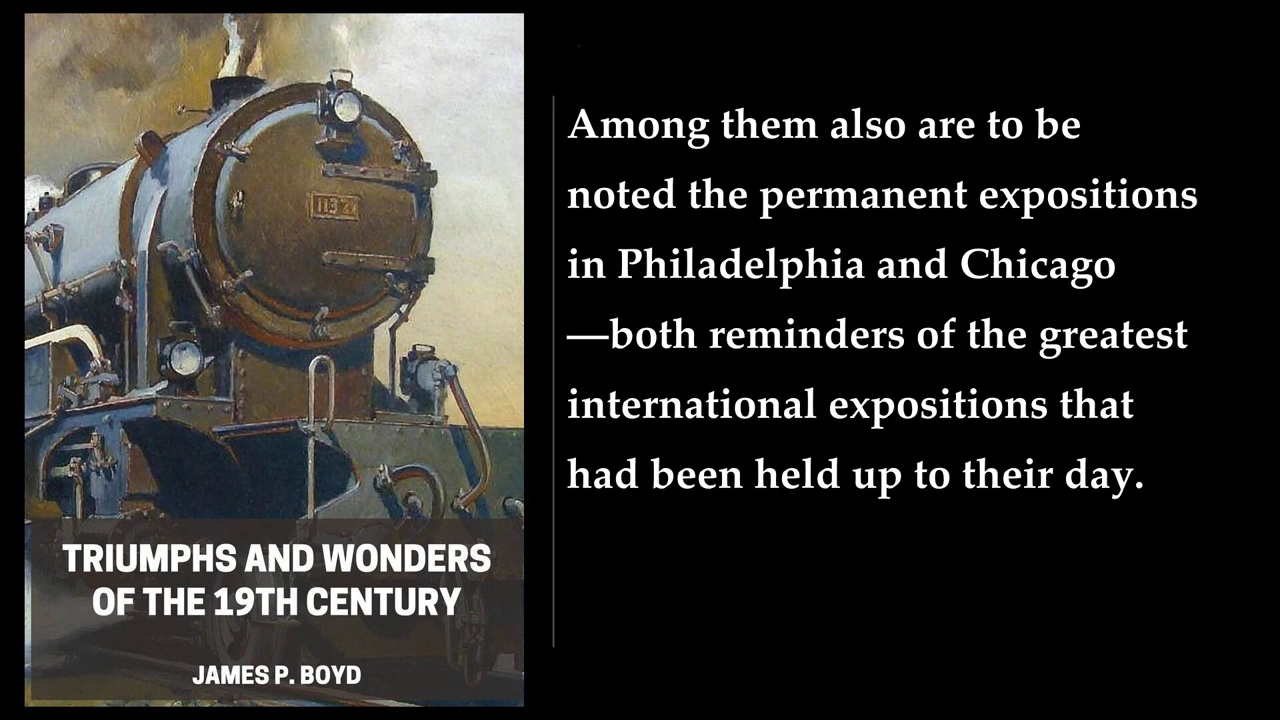 Among them also are to be
noted the permanent expositions
in Philadelphia and Chicago
—both reminders of the greatest
international expositions that
had been held up to their day.
TRIUMPHS AND WONDERS
OF THE 19TH CENTURY
JAMES P. BOYD